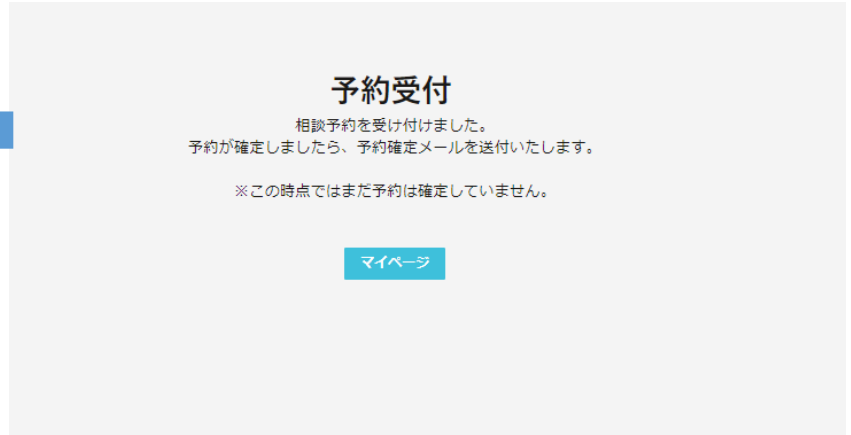 予約受付
相談予約を受け付けました。
予約が確定しましたら、予約確定メールを送付いたします。
※この時点ではまだ予約は確定していません。
マイページ